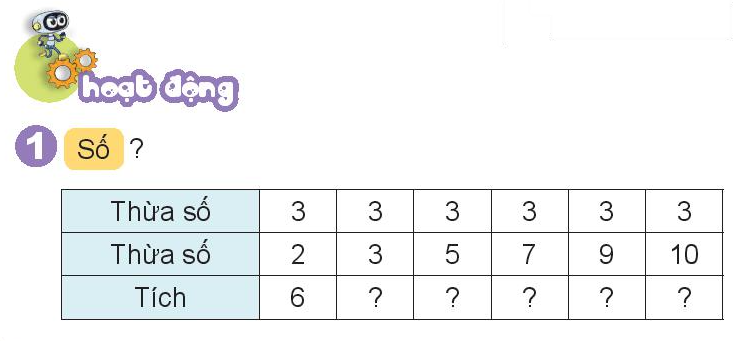 hoạt động
1 Số ?
Thừa số 3 3 3 3 3 3
Thừa số 2 3 5 7 9 10
Tích 6 ? ? ? ? ?